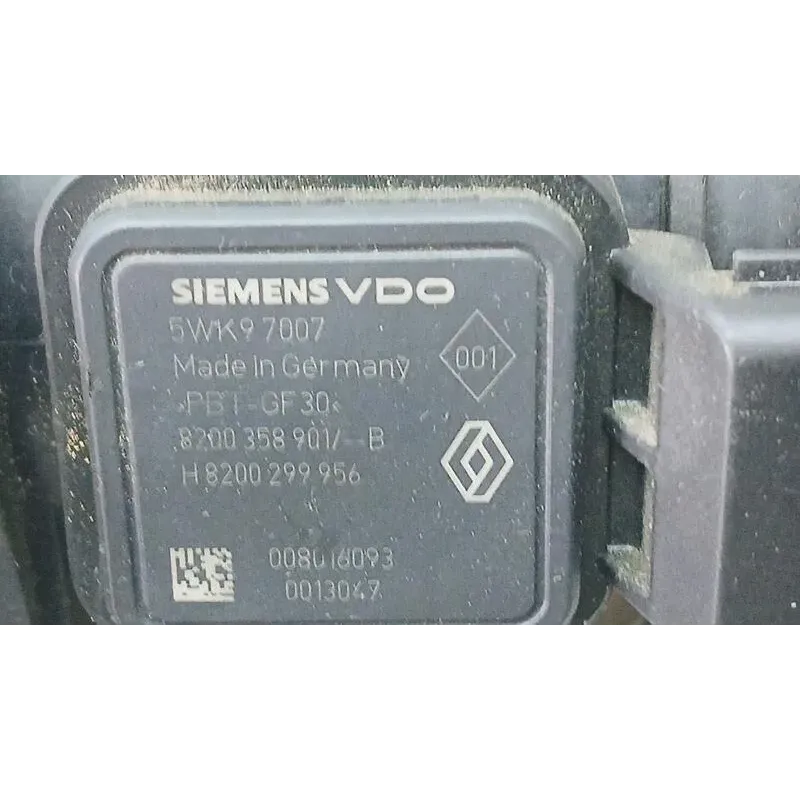 SIEMENS VDO
5WK9 7007
Made In Germany
001
>PBT-GF30<
8200 358 901/--B
H 8200 299 956
008016093
0013047